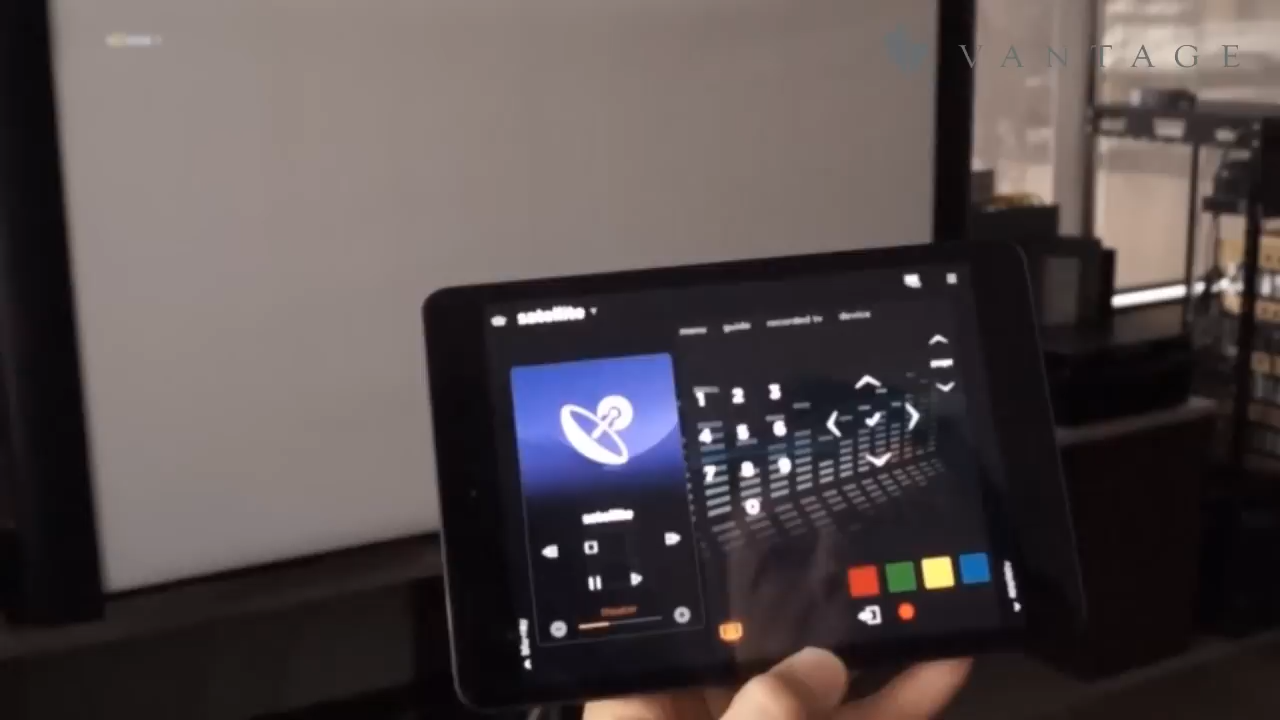 VANTAGE
satellite
menu guide recorded tv device
page
1 2 3
4 5 6
7 8 9
0
satellite
theater